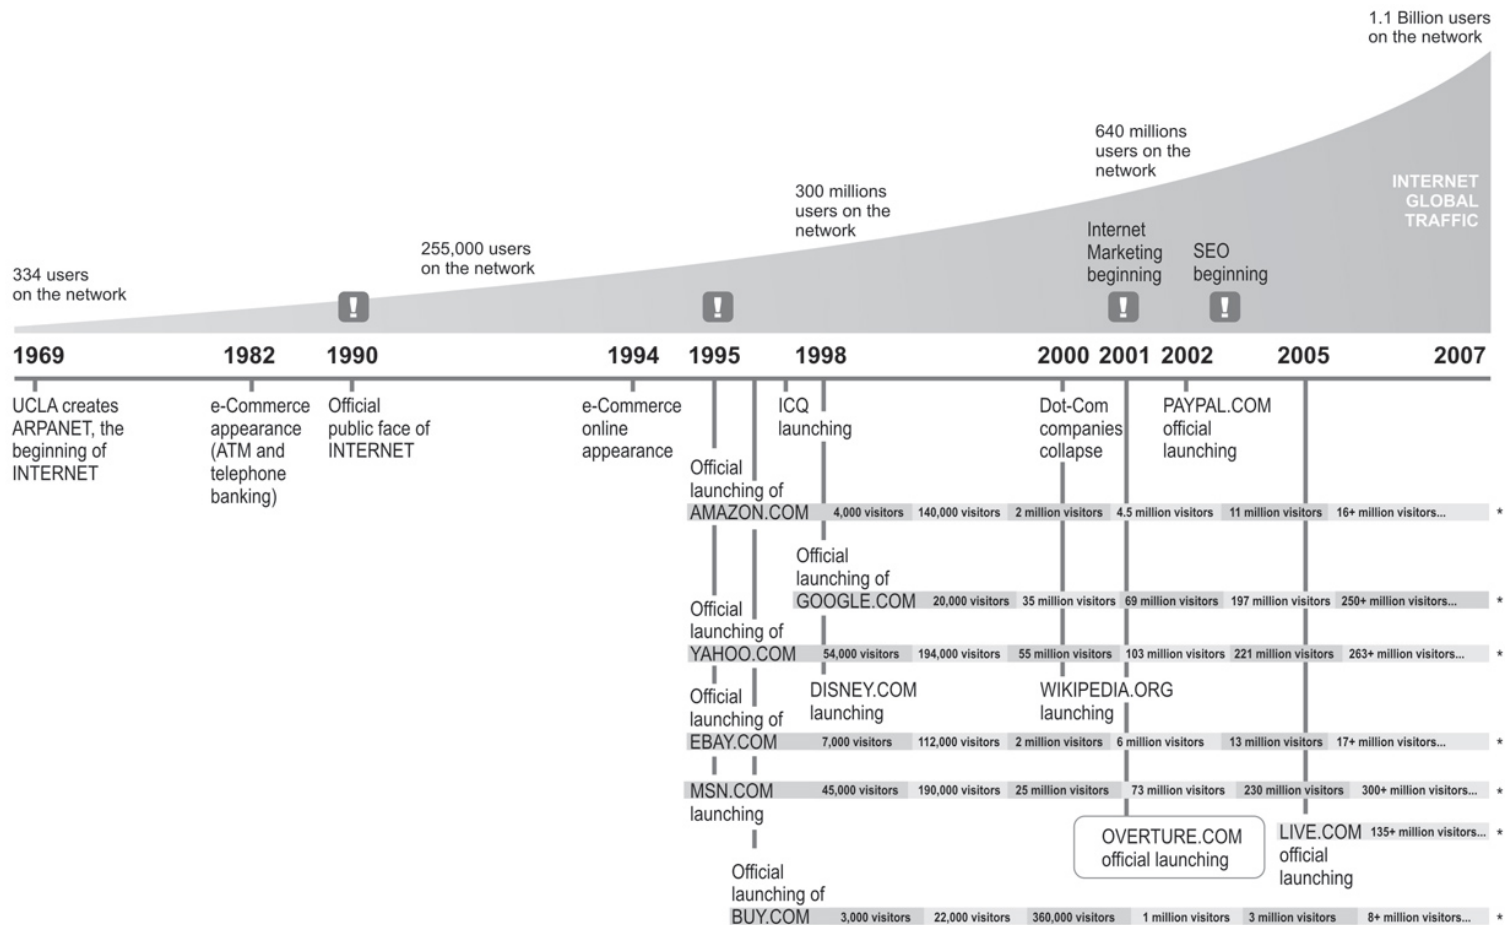 1.1 Billion users
on the network
640 millions
users on the
network
300 millions
users on the
network
255,000 users
on the network
334 users
on the network
INTERNET
GLOBAL
TRAFFIC
Internet
Marketing
beginning
SEO
beginning
!
!
!
!
1969 1982 1990 1994 1995 1998 2000 2001 2002 2005 2007
UCLA creates
ARPANET, the
beginning of
INTERNET
e-Commerce
appearance
(ATM and
telephone
banking)
Official
public face of
INTERNET
e-Commerce
online
appearance
ICQ
launching
Dot-Com
companies
collapse
PAYPAL.COM
official
launching
Official
launching of
AMAZON.COM 4,000 visitors 140,000 visitors 2 million visitors 4.5 million visitors 11 million visitors 16+ million visitors... *
Official
launching of
GOOGLE.COM 20,000 visitors 35 million visitors 69 million visitors 197 million visitors 250+ million visitors... *
Official
launching of
YAHOO.COM 54,000 visitors 194,000 visitors 55 million visitors 103 million visitors 221 million visitors 263+ million visitors... *
DISNEY.COM
launching
WIKIPEDIA.ORG
launching
Official
launching of
EBAY.COM 7,000 visitors 112,000 visitors 2 million visitors 6 million visitors 13 million visitors 17+ million visitors... *
MSN.COM 45,000 visitors 190,000 visitors 25 million visitors 73 million visitors 230 million visitors 300+ million visitors... *
launching
OVERTURE.COM
official launching
LIVE.COM 135+ million visitors... *
official
launching
Official
launching of
BUY.COM 3,000 visitors 22,000 visitors 360,000 visitors 1 million visitors 3 million visitors 8+ million visitors... *